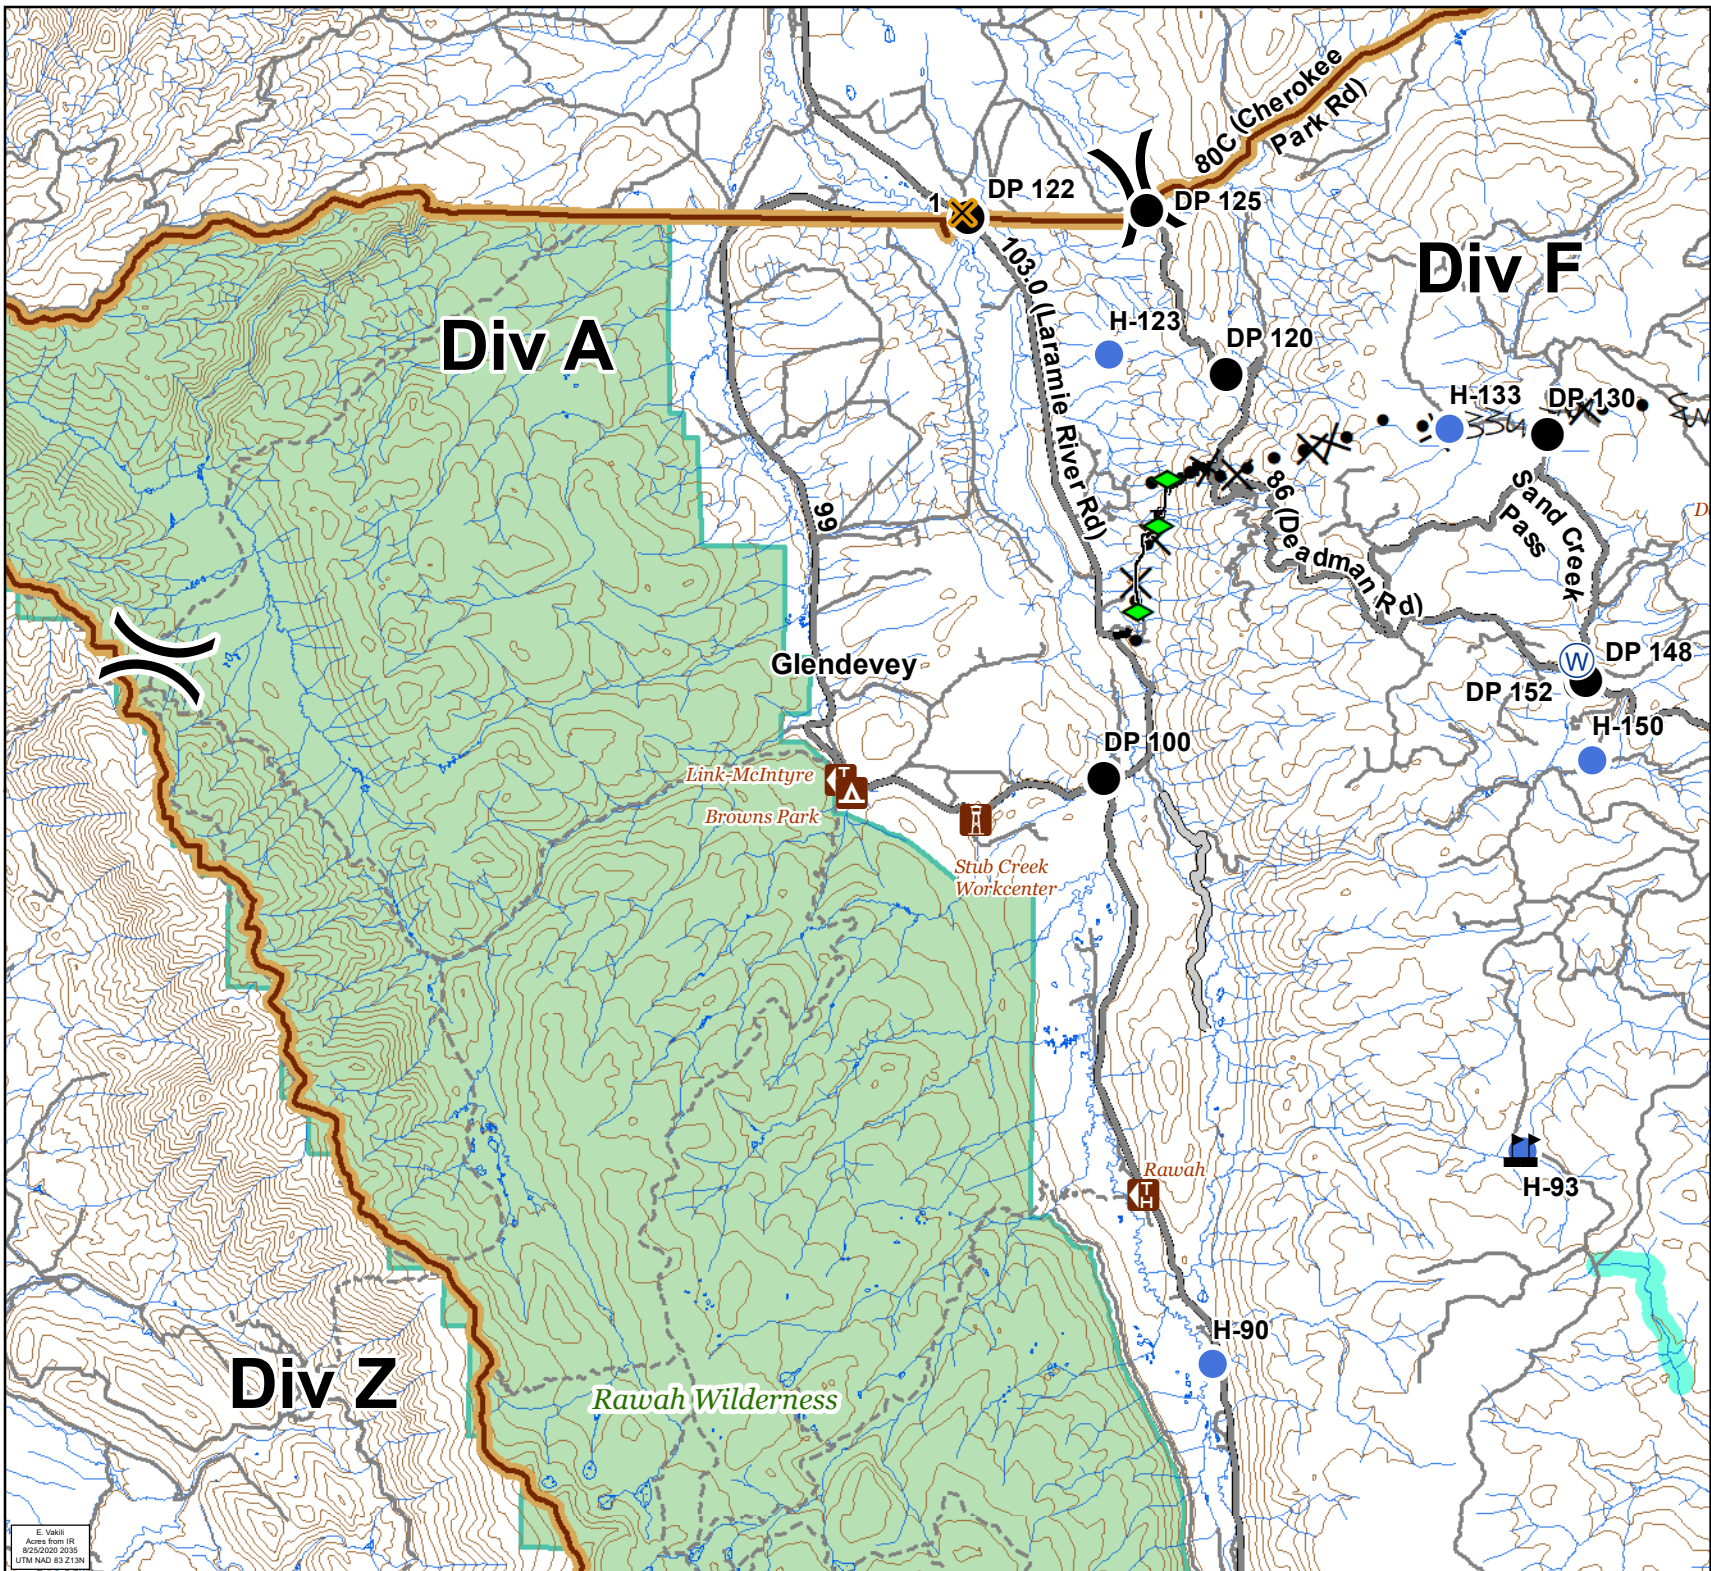 80C (Cherokee
Park Rd)
DP 122
1
DP 125
Div F
103.0 (Laramie River Rd)
Div A
H-123
DP 120
H-133
DP 130
334
99
86 (Deadman Rd)
Sand Creek
Pass
Glendevey
W
DP 148
DP 152
H-150
DP 100
Link-McIntyre
T
Browns Park
Stub Creek
Workcenter
Rawah
TH
H-93
H-90
Div Z
Rawah Wilderness
E. Vakili
Acres from IR
8/25/2020 2035
UTM NAD 83 Z13N